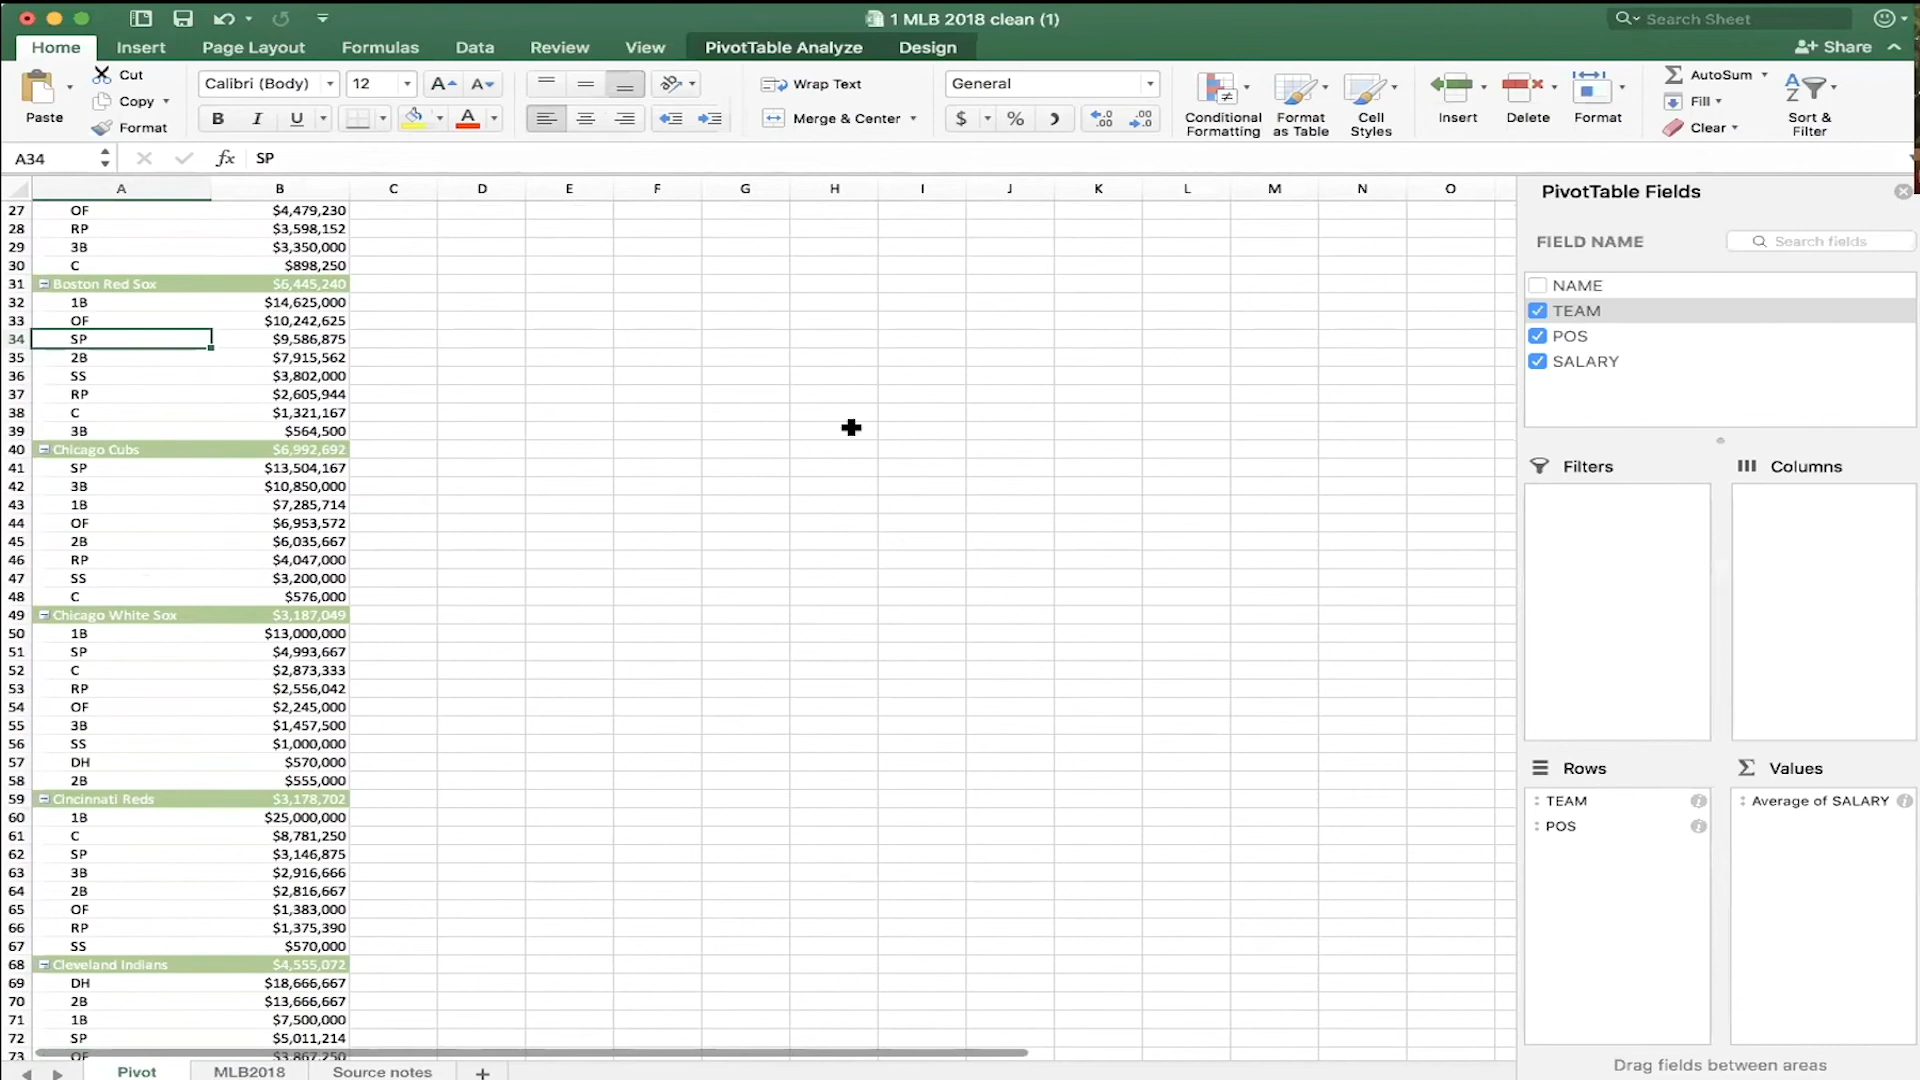 1 MLB 2018 clean (1)
Search Sheet
Home Insert Page Layout Formulas Data Review View PivotTable Analyze Design
Share
Paste
Cut
Copy
Format
Calibri (Body) 12
B I U
Wrap Text
Merge & Center
General
$ %
Conditional Formatting
Format as Table
Cell Styles
Insert
Delete
Format
AutoSum
Fill
Clear
Sort & Filter
A34 fx SP
A B C D E F G H I J K L M N O
27 OF $4,479,230
28 RP $3,598,152
29 3B $3,350,000
30 C $898,250
31 Boston Red Sox $6,445,240
32 1B $14,625,000
33 OF $10,242,625
34 SP $9,586,875
35 2B $7,915,562
36 SS $3,802,000
37 RP $2,605,944
38 C $1,321,167
39 3B $564,500
40 Chicago Cubs $6,992,692
41 SP $13,504,167
42 3B $10,850,000
43 1B $7,285,714
44 OF $6,953,572
45 2B $6,035,667
46 RP $4,047,000
47 SS $3,200,000
48 C $576,000
49 Chicago White Sox $3,187,049
50 1B $13,000,000
51 SP $4,993,667
52 C $2,873,333
53 RP $2,556,042
54 OF $2,245,000
55 3B $1,457,500
56 SS $1,000,000
57 DH $570,000
58 2B $555,000
59 Cincinnati Reds $3,178,702
60 1B $25,000,000
61 C $8,781,250
62 SP $3,146,875
63 3B $2,916,666
64 2B $2,816,667
65 OF $1,383,000
66 RP $1,375,390
67 SS $570,000
68 Cleveland Indians $4,555,072
69 DH $18,666,667
70 2B $13,666,667
71 1B $7,500,000
72 SP $5,011,214
73 OF $3,867,250
Pivot MLB2018 Source notes +
PivotTable Fields
FIELD NAME
Search fields
NAME
TEAM
POS
SALARY
Filters
Columns
Rows
Values
TEAM
POS
Average of SALARY
Drag fields between areas